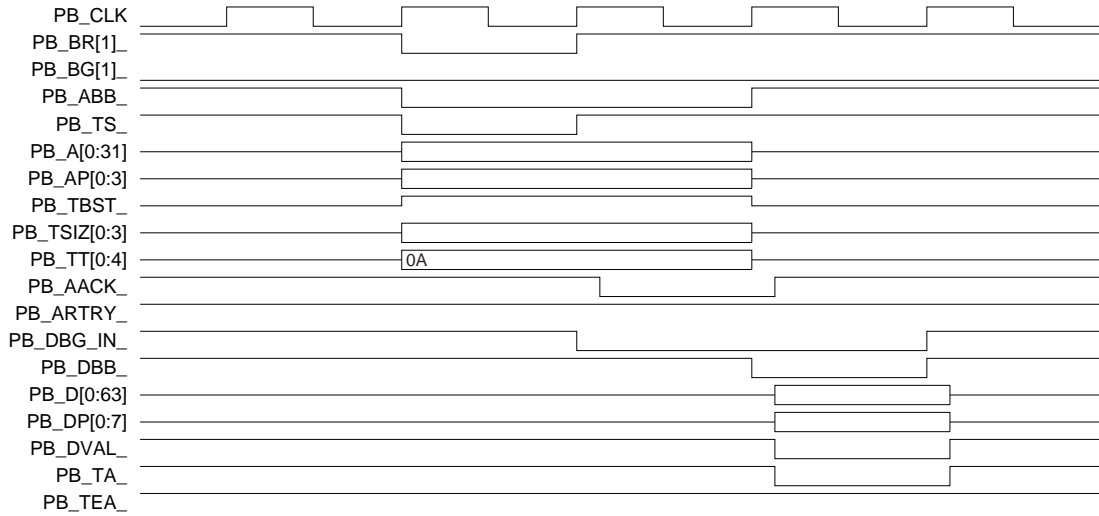 PB_CLK
PB_BR[1]_
PB_BG[1]_
PB_ABB_
PB_TS_
PB_A[0:31]
PB_AP[0:3]
PB_TBST_
PB_TSIZ[0:3]
PB_TT[0:4] 0A
PB_AACK_
PB_ARTRY_
PB_DBG_IN_
PB_DBB_
PB_D[0:63]
PB_DP[0:7]
PB_DVAL_
PB_TA_
PB_TEA_